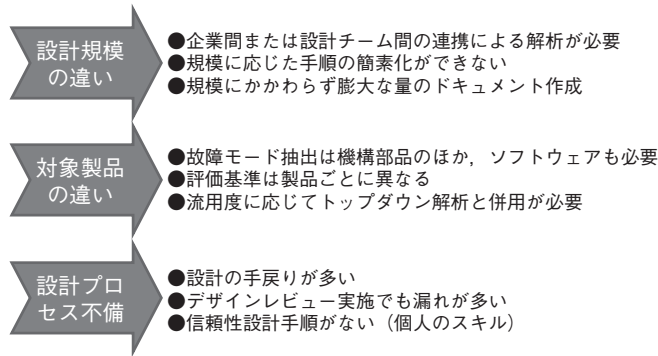 設計規模
の違い
●企業間または設計チーム間の連携による解析が必要
●規模に応じた手順の簡素化ができない
●規模にかかわらず膨大な量のドキュメント作成
対象製品
の違い
●故障モード抽出は機構部品のほか，ソフトウェアも必要
●評価基準は製品ごとに異なる
●流用度に応じてトップダウン解析と併用が必要
設計プロ
セス不備
●設計の手戻りが多い
●デザインレビュー実施でも漏れが多い
●信頼性設計手順がない（個人のスキル）